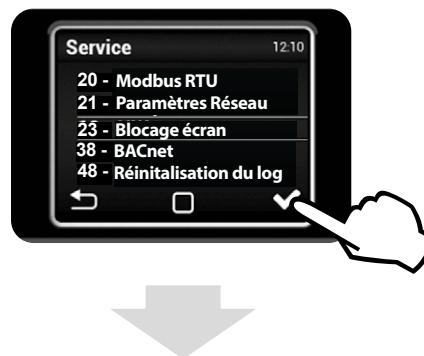 Service 12:10
20 - Modbus RTU
21 - Paramètres Réseau
23 - Blocage écran
38 - BACnet
48 - Réinitalisation du log